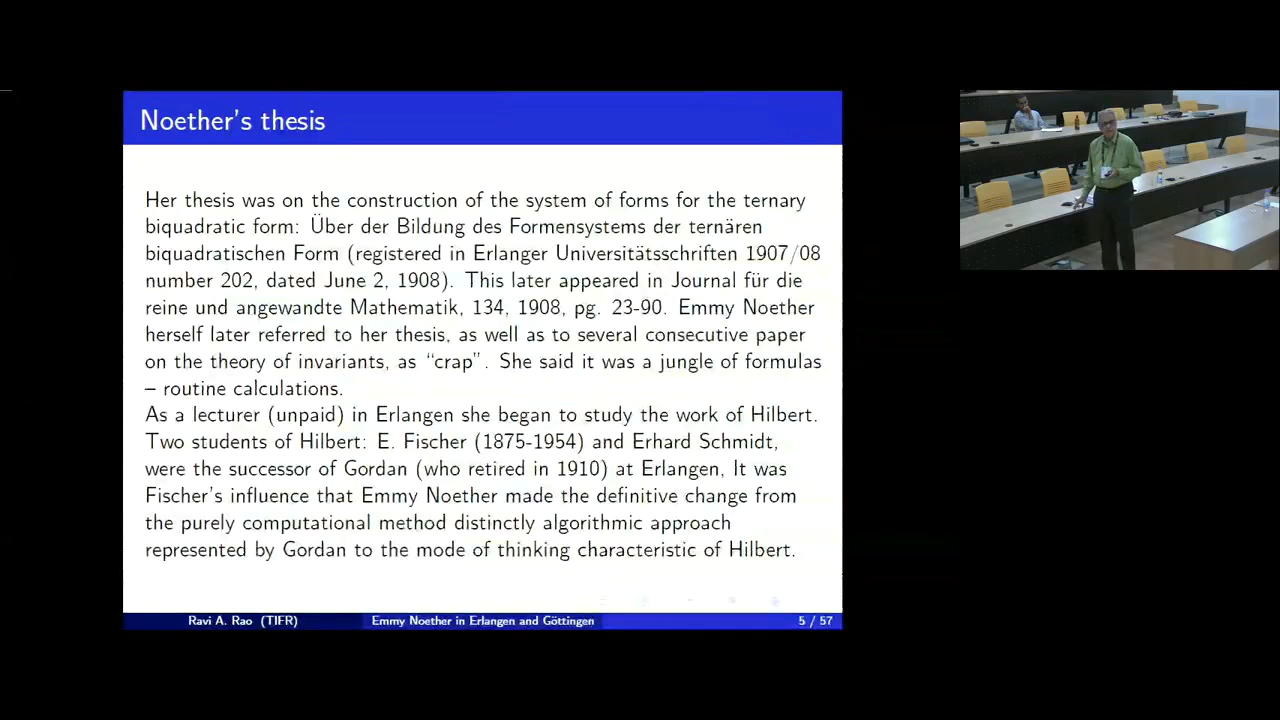 Noether's thesis
Her thesis was on the construction of the system of forms for the ternary
biquadratic form: Über der Bildung des Formensystems der ternären
biquadratischen Form (registered in Erlanger Universitätsschriften 1907/08
number 202, dated June 2, 1908). This later appeared in Journal für die
reine und angewandte Mathematik, 134, 1908, pg. 23-90. Emmy Noether
herself later referred to her thesis, as well as to several consecutive paper
on the theory of invariants, as “crap”. She said it was a jungle of formulas
– routine calculations.
As a lecturer (unpaid) in Erlangen she began to study the work of Hilbert.
Two students of Hilbert: E. Fischer (1875-1954) and Erhard Schmidt,
were the successor of Gordan (who retired in 1910) at Erlangen, It was
Fischer's influence that Emmy Noether made the definitive change from
the purely computational method distinctly algorithmic approach
represented by Gordan to the mode of thinking characteristic of Hilbert.
Ravi A. Rao (TIFR)
Emmy Noether in Erlangen and Göttingen
5 / 57